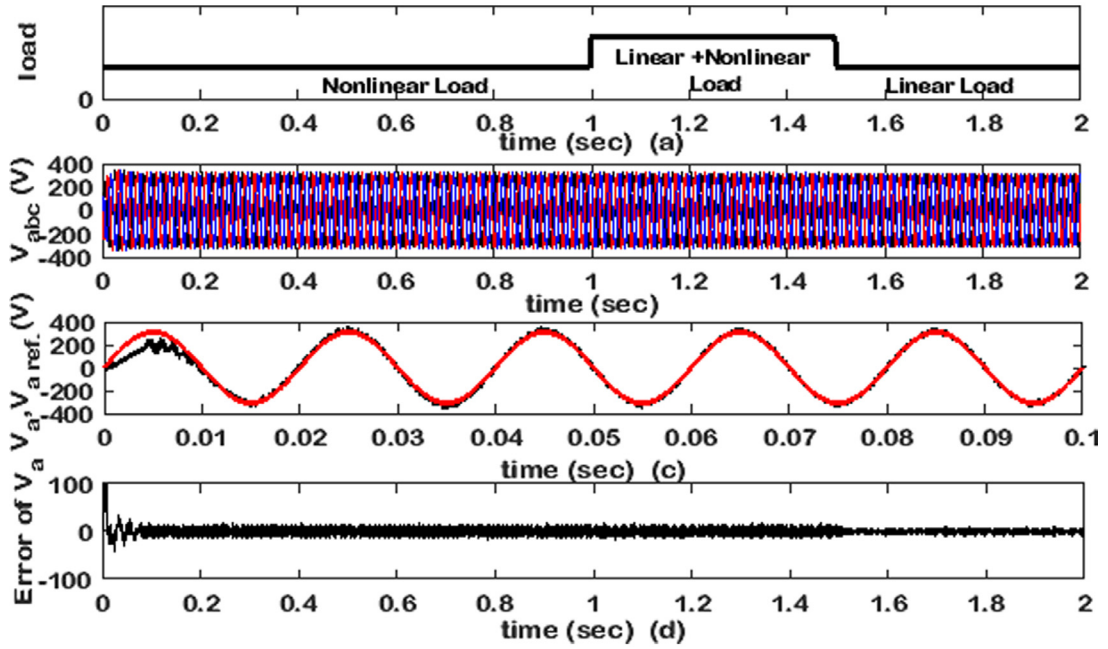 load
0
Nonlinear Load
Linear +Nonlinear
Load
Linear Load
0 0.2 0.4 0.6 0.8 1 1.2 1.4 1.6 1.8 2
time (sec) (a)
V abc (V)
400
200
0
-200
-400
0 0.2 0.4 0.6 0.8 1 1.2 1.4 1.6 1.8 2
time (sec)
V a, V a ref. (V)
400
200
0
-200
-400
0 0.01 0.02 0.03 0.04 0.05 0.06 0.07 0.08 0.09 0.1
time (sec) (c)
Error of V a
100
0
-100
0 0.2 0.4 0.6 0.8 1 1.2 1.4 1.6 1.8 2
time (sec) (d)